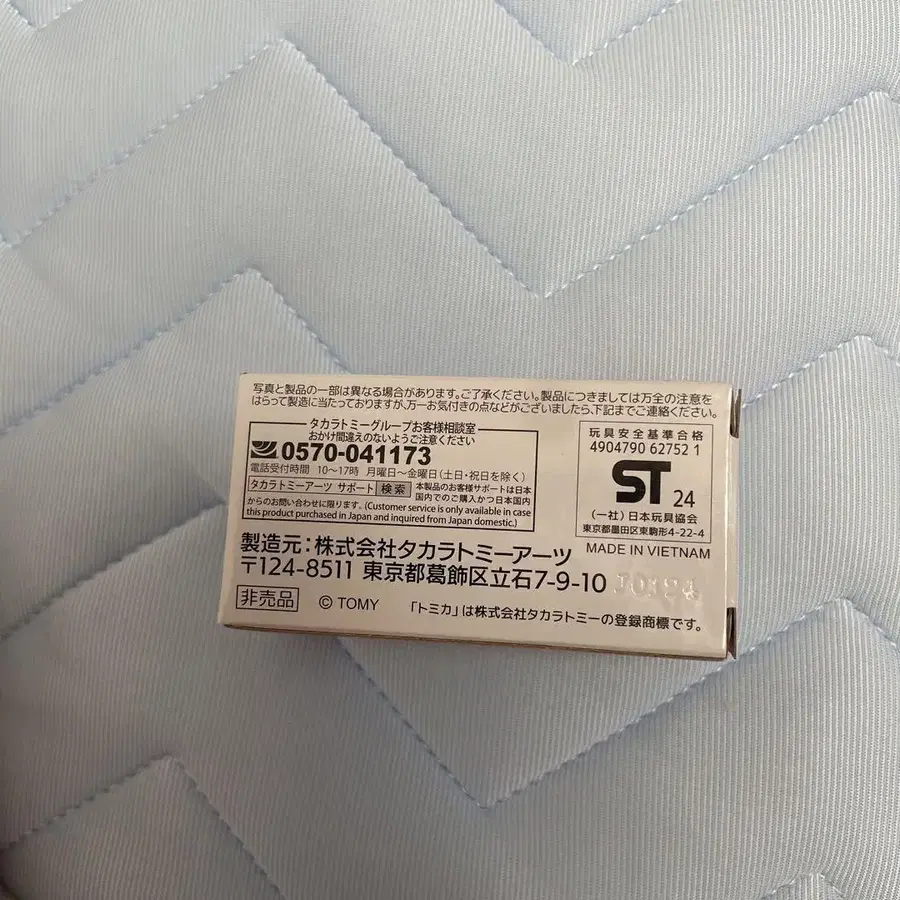 写真と製品の一部は異なる場合があります。ご了承ください。製品につきましては万全の注意を
はらって製造に当たっておりますが、万一お気付きの点などがございましたら、下記までご連絡ください。
タカラトミーグループお客様相談室
おかけ間違えのないようご注意ください
0570-041173
電話受付時間 10〜17時 月曜日〜金曜日(土日・祝日を除く)
タカラトミーアーツ サポート 検索 本製品のお客様サポートは日本
国内でのご購入かつ日本国内
からのお問い合わせに限ります。(Customer service is only available in case
this product purchased in Japan and inquired from Japan domestic.)
玩具安全基準合格
4904790 62752 1
ST 24
(一社)日本玩具協会
東京都墨田区東駒形4-22-4
MADE IN VIETNAM
製造元:株式会社タカラトミーアーツ
〒124-8511 東京都葛飾区立石7-9-10
非売品 © TOMY 「トミカ」は株式会社タカラトミーの登録商標です。